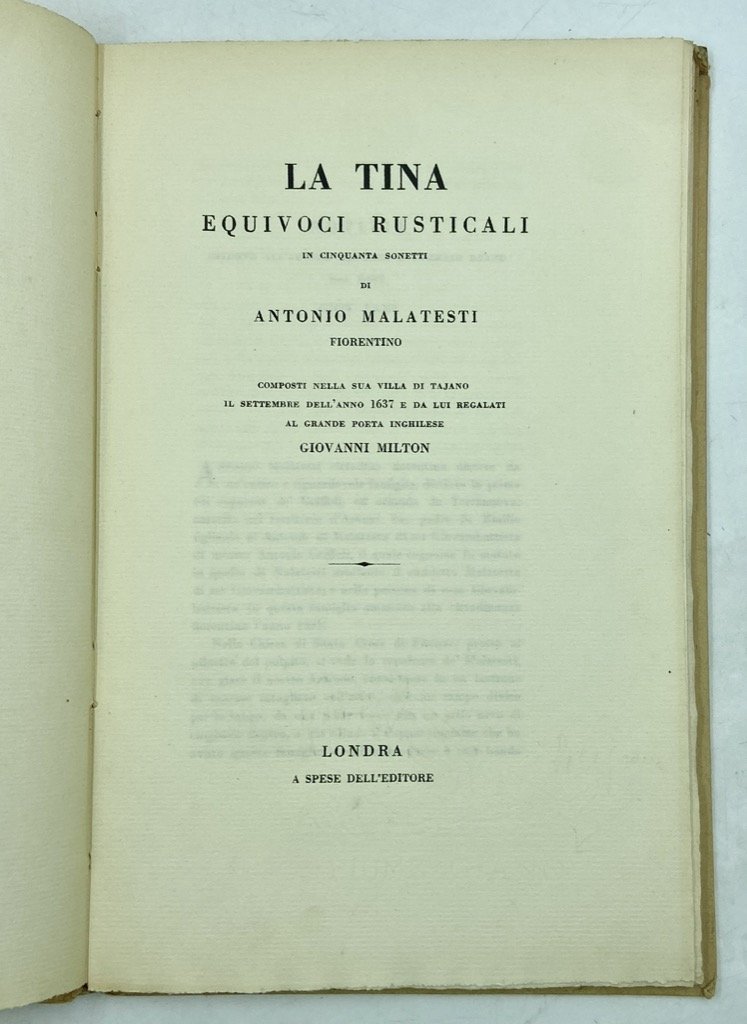 LA TINA
EQUIVOCI RUSTICALI
IN CINQUANTA SONETTI
DI
ANTONIO MALATESTI
FIORENTINO
COMPOSTI NELLA SUA VILLA DI TAJANO
IL SETTEMBRE DELL'ANNO 1637 E DA LUI REGALATI
AL GRANDE POETA INGHILESE
GIOVANNI MILTON
LONDRA
A SPESE DELL'EDITORE